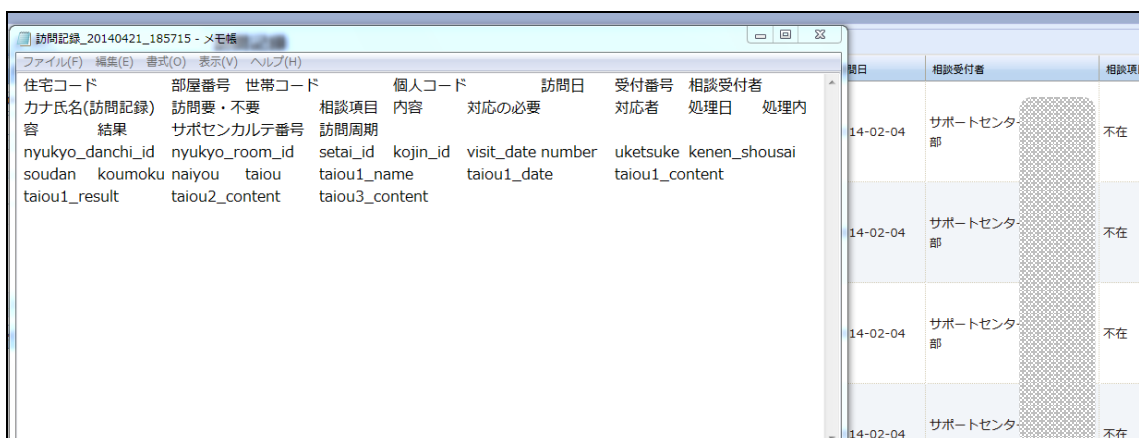 訪問記録_20140421_185715 - メモ帳
ファイル(F) 編集(E) 書式(O) 表示(V) ヘルプ(H)
住宅コード 部屋番号 世帯コード 個人コード 訪問日 受付番号 相談受付者
カナ氏名(訪問記録) 訪問要・不要 相談項目 内容 対応の必要 対応者 処理日 処理内
容 結果 サポセンカルテ番号 訪問周期
nyukyo_danchi_id nyukyo_room_id setai_id kojin_id visit_date number uketsuke kenen_shousai
soudan koumoku naiyou taiou taiou1_name taiou1_date taiou1_content
taiou1_result taiou2_content taiou3_content
問日 相談受付者 相談項
14-02-04 サポートセンター 不在
部
14-02-04 サポートセンター 不在
部
14-02-04 サポートセンター 不在
部
14-02-04 サポートセンター 不在